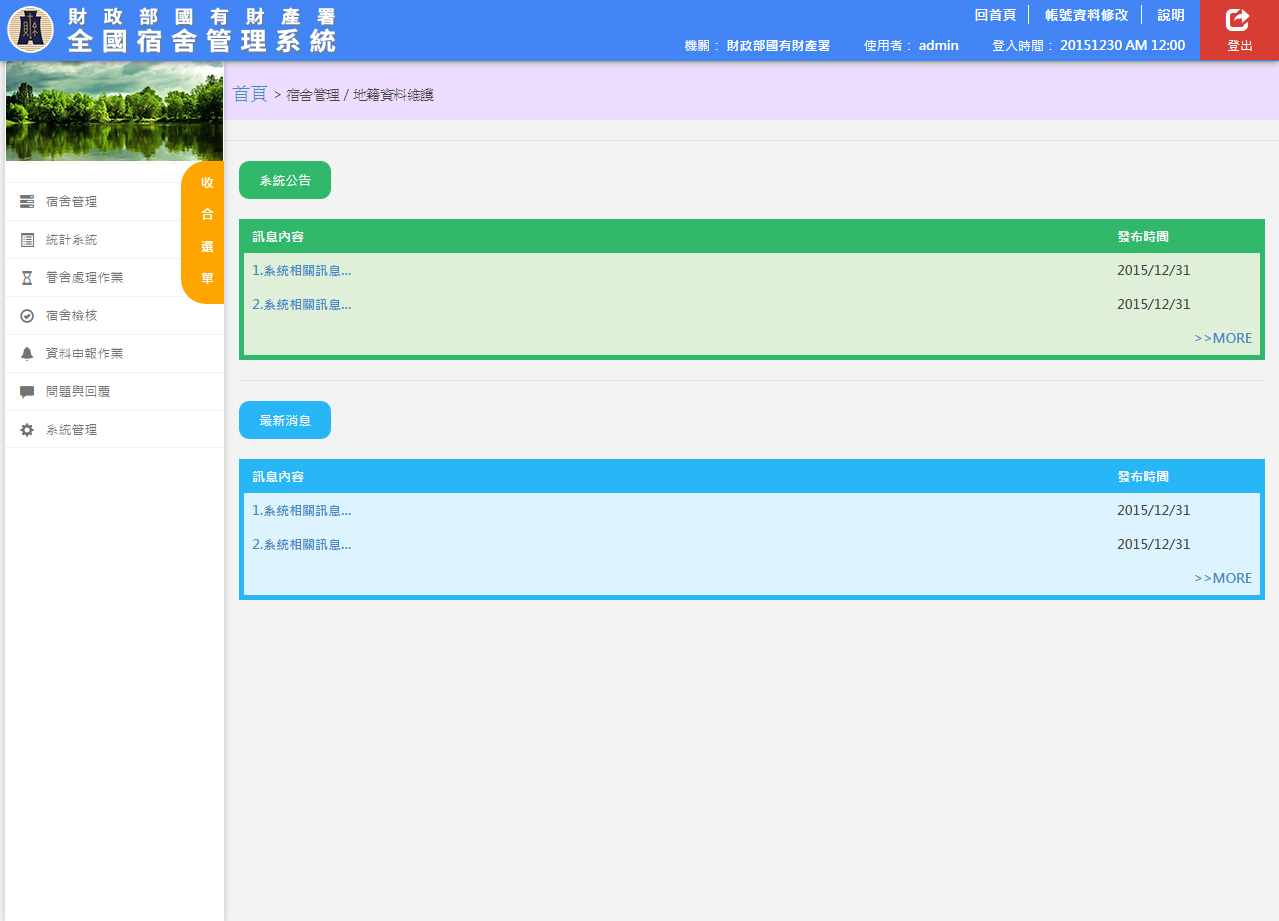 財政部國有財產署
全國宿舍管理系統
回首頁
帳號資料修改
說明
機關： 財政部國有財產署
使用者： admin
登入時間： 20151230 AM 12:00
登出
首頁 > 宿舍管理 / 地籍資料維護
收
合
選
單
宿舍管理
統計系統
眷舍處理作業
宿舍檢核
資料申報作業
問題與回覆
系統管理
系統公告
訊息內容 發布時間
1.系統相關訊息... 2015/12/31
2.系統相關訊息... 2015/12/31
>>MORE
最新消息
訊息內容 發布時間
1.系統相關訊息... 2015/12/31
2.系統相關訊息... 2015/12/31
>>MORE